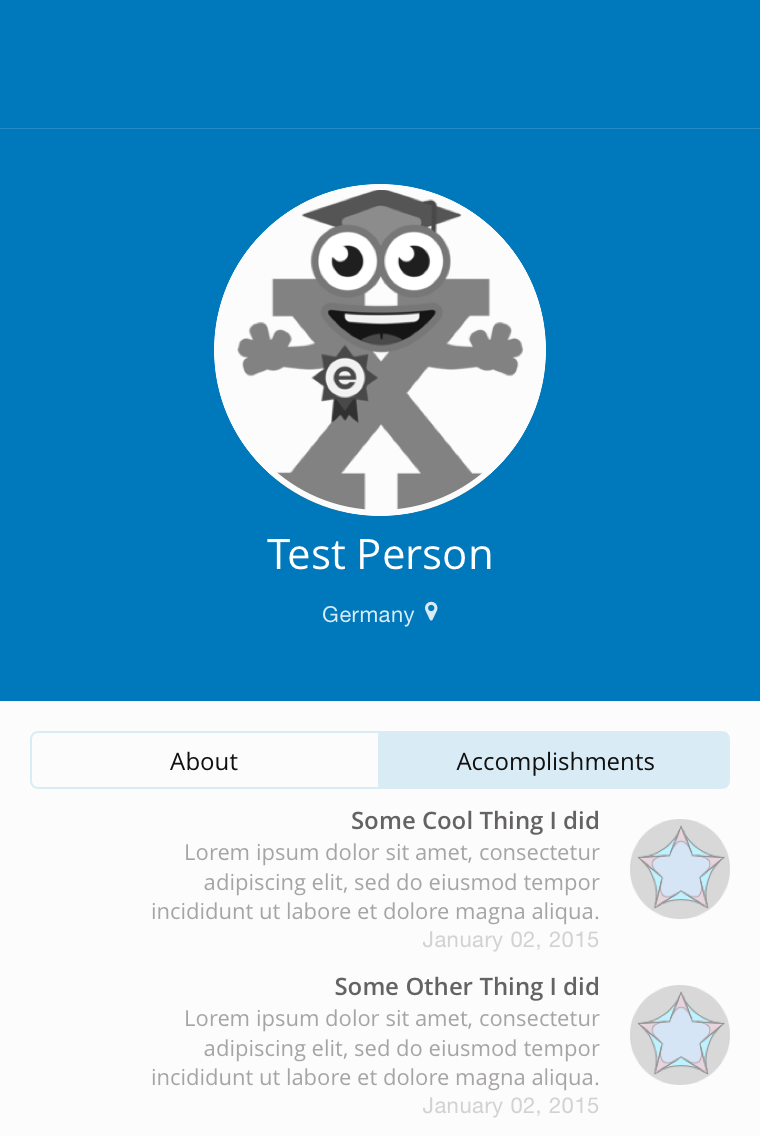 e
Test Person
Germany
About
Accomplishments
Some Cool Thing I did
Lorem ipsum dolor sit amet, consectetur
adipiscing elit, sed do eiusmod tempor
incididunt ut labore et dolore magna aliqua.
January 02, 2015
Some Other Thing I did
Lorem ipsum dolor sit amet, consectetur
adipiscing elit, sed do eiusmod tempor
incididunt ut labore et dolore magna aliqua.
January 02, 2015